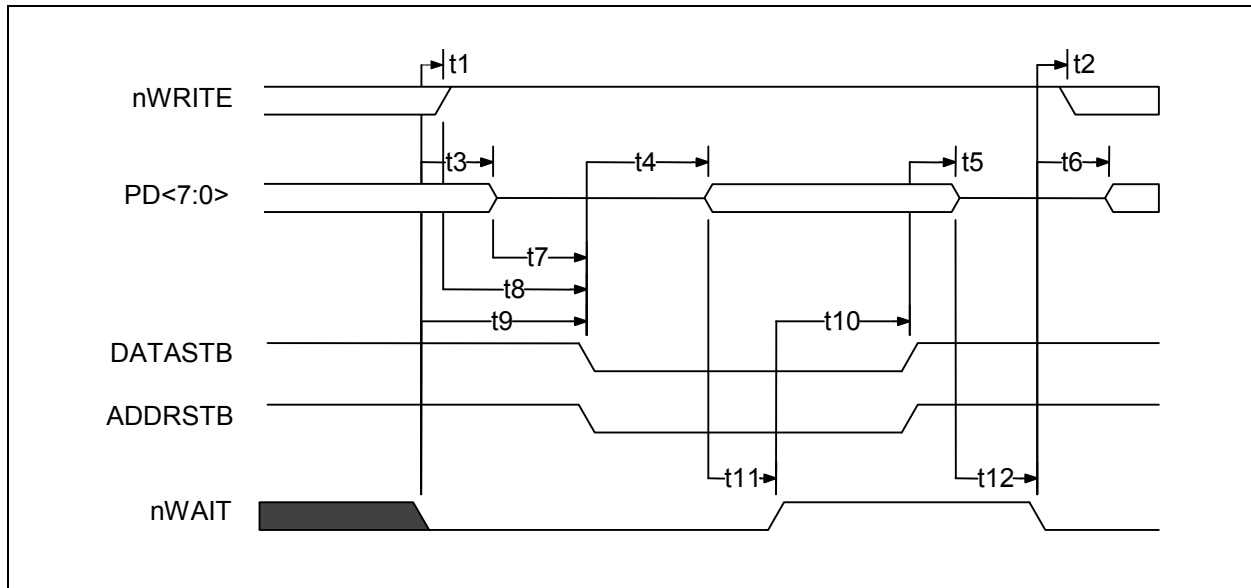 t1 t2
nWRITE
t3 t4 t5 t6
PD<7:0>
t7
t8
t9 t10
DATASTB
ADDRSTB
t11 t12
nWAIT